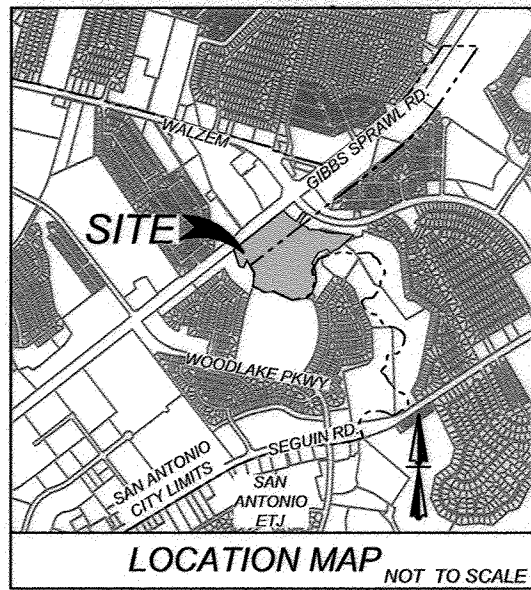 WALZEM
GIBBS SPRAWL RD.
SITE
WOODLAKE PKWY
SEGUIN RD.
SAN ANTONIO
CITY LIMITS
SAN
ANTONIO
ETJ
LOCATION MAP
NOT TO SCALE